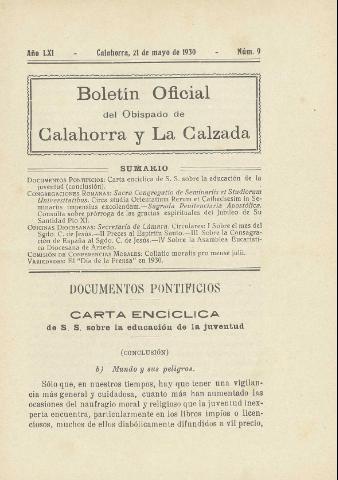 Año LXI - Calahorra, 21 de mayo de 1930 - Núm. 9
Boletín Oficial
del Obispado de
Calahorra y La Calzada
SUMARIO
DOCUMENTOS PONTIFICIOS: Carta encíclica de S. S. sobre la educación de la
juventud (conclusión).
CONGREGACIONES ROMANAS: Sacra Congregatio de Seminariis et Studiorum
Universitatibus. Circa studia Orientalium Rerum et Cathechesim in Se-
minariis impensius excolendam.—Sagrada Penitenciaría Apostólica.
Consulta sobre prórroga de las gracias espirituales del Jubileo de Su
Santidad Pío XI.
OFICINAS DIOCESANAS: Secretaría de Cámara. Circulares: I Sobre el mes del
Sgdo. C. de Jesús.—II Preces al Espíritu Santo.—III Sobre la Consagra-
ción de España al Sgdo. C. de Jesús.—IV Sobre la Asamblea Eucarísti-
ca Diocesana de Arnedo.
COMISIÓN DE CONFERENCIAS MORALES: Collatio moralis pro mense julii.
VARIEDADES: El "Día de la Prensa" en 1930.
DOCUMENTOS PONTIFICIOS
CARTA ENCÍCLICA
de S. S. sobre la educación de la juventud
(CONCLUSIÓN)
b) Mundo y sus peligros.
Sólo que, en nuestros tiempos, hay que tener una vigilan-
cia más general y cuidadosa, cuanto más han aumentado las
ocasiones del naufragio moral y religioso que la juventud inex-
perta encuentra, particularmente en los libros impíos o licen-
ciosos, muchos de ellos diabólicamente difundidos a vil precio,